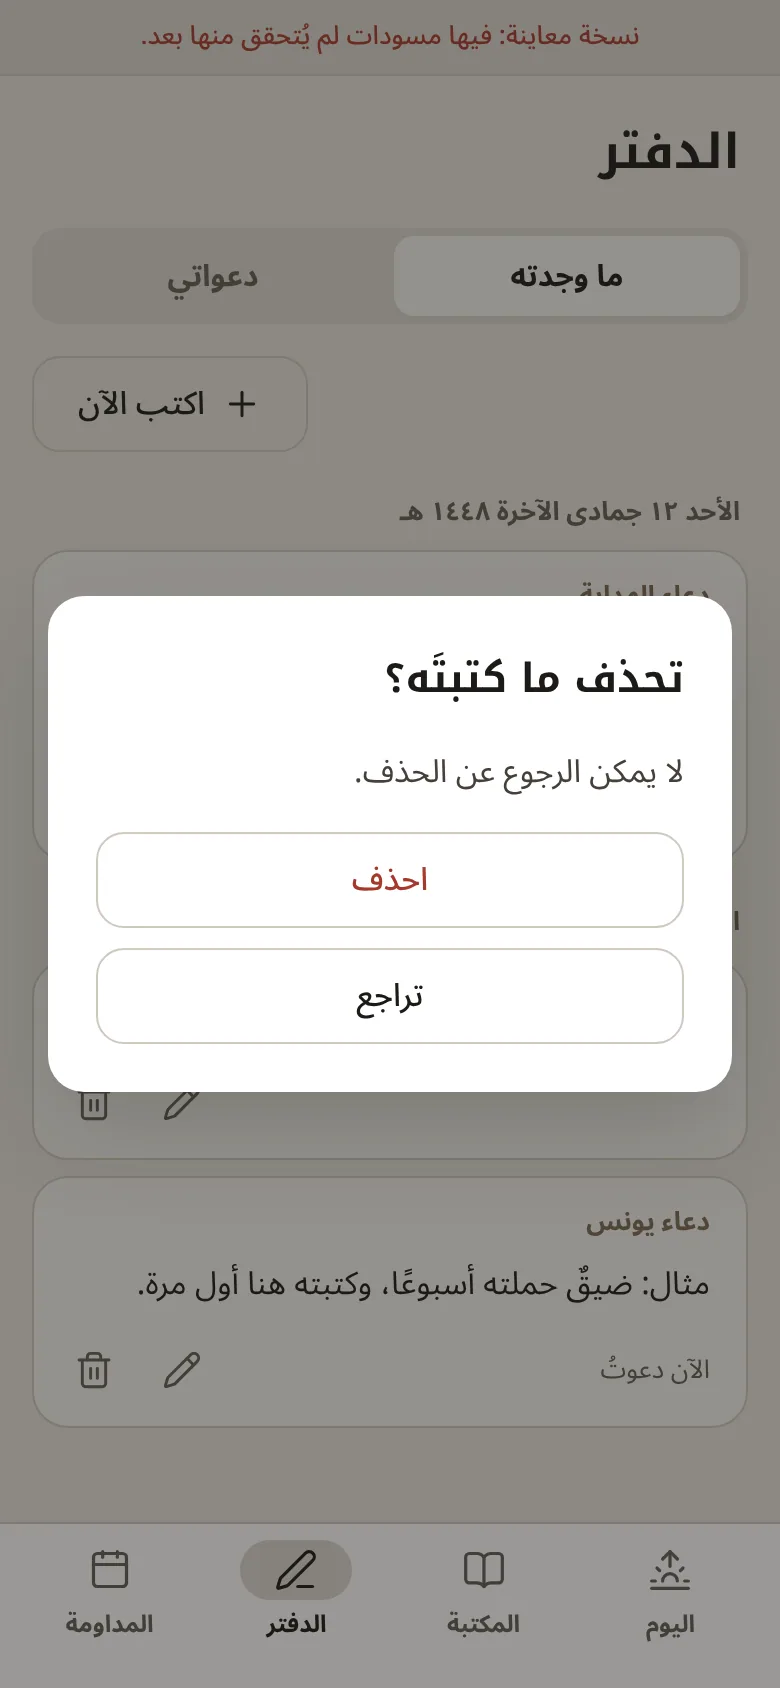 نسخة معاينة: فيها مسودات لم يُتحقق منها بعد.
الدفتر
ما وجدته
دعواتي
اكتب الآن
الأحد ١٢ جمادى الآخرة ١٤٤٨ هـ
تحذف ما كتبتَه؟
لا يمكن الرجوع عن الحذف.
احذف
تراجع
دعاء يونس
مثال: ضيقٌ حملته أسبوعًا، وكتبته هنا أول مرة.
الآن دعوتُ
اليوم
المكتبة
الدفتر
المداومة